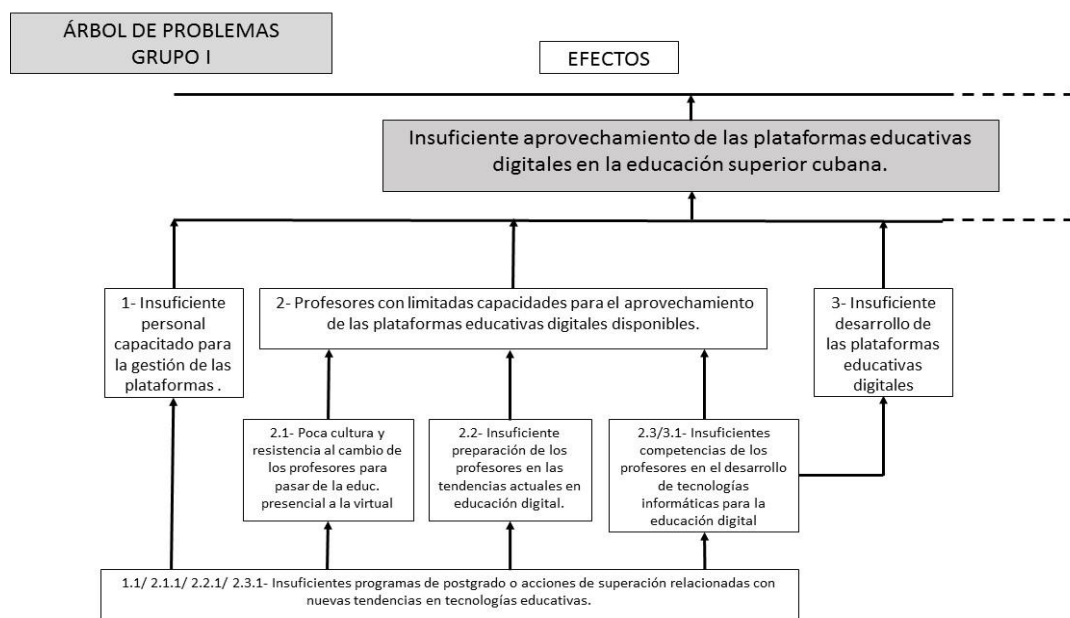 ÁRBOL DE PROBLEMAS
GRUPO I
EFECTOS
Insuficiente aprovechamiento de las plataformas educativas
digitales en la educación superior cubana.
1- Insuficiente
personal
capacitado para
la gestión de las
plataformas .
2- Profesores con limitadas capacidades para el aprovechamiento
de las plataformas educativas digitales disponibles.
3- Insuficiente
desarrollo de
las plataformas
educativas
digitales
2.1- Poca cultura y
resistencia al cambio de
los profesores para
pasar de la educ.
presencial a la virtual
2.2- Insuficiente
preparación de los
profesores en las
tendencias actuales en
educación digital.
2.3/3.1- Insuficientes
competencias de los
profesores en el desarrollo
de tecnologías
informáticas para la
educación digital
1.1/ 2.1.1/ 2.2.1/ 2.3.1- Insuficientes programas de postgrado o acciones de superación relacionadas con
nuevas tendencias en tecnologías educativas.